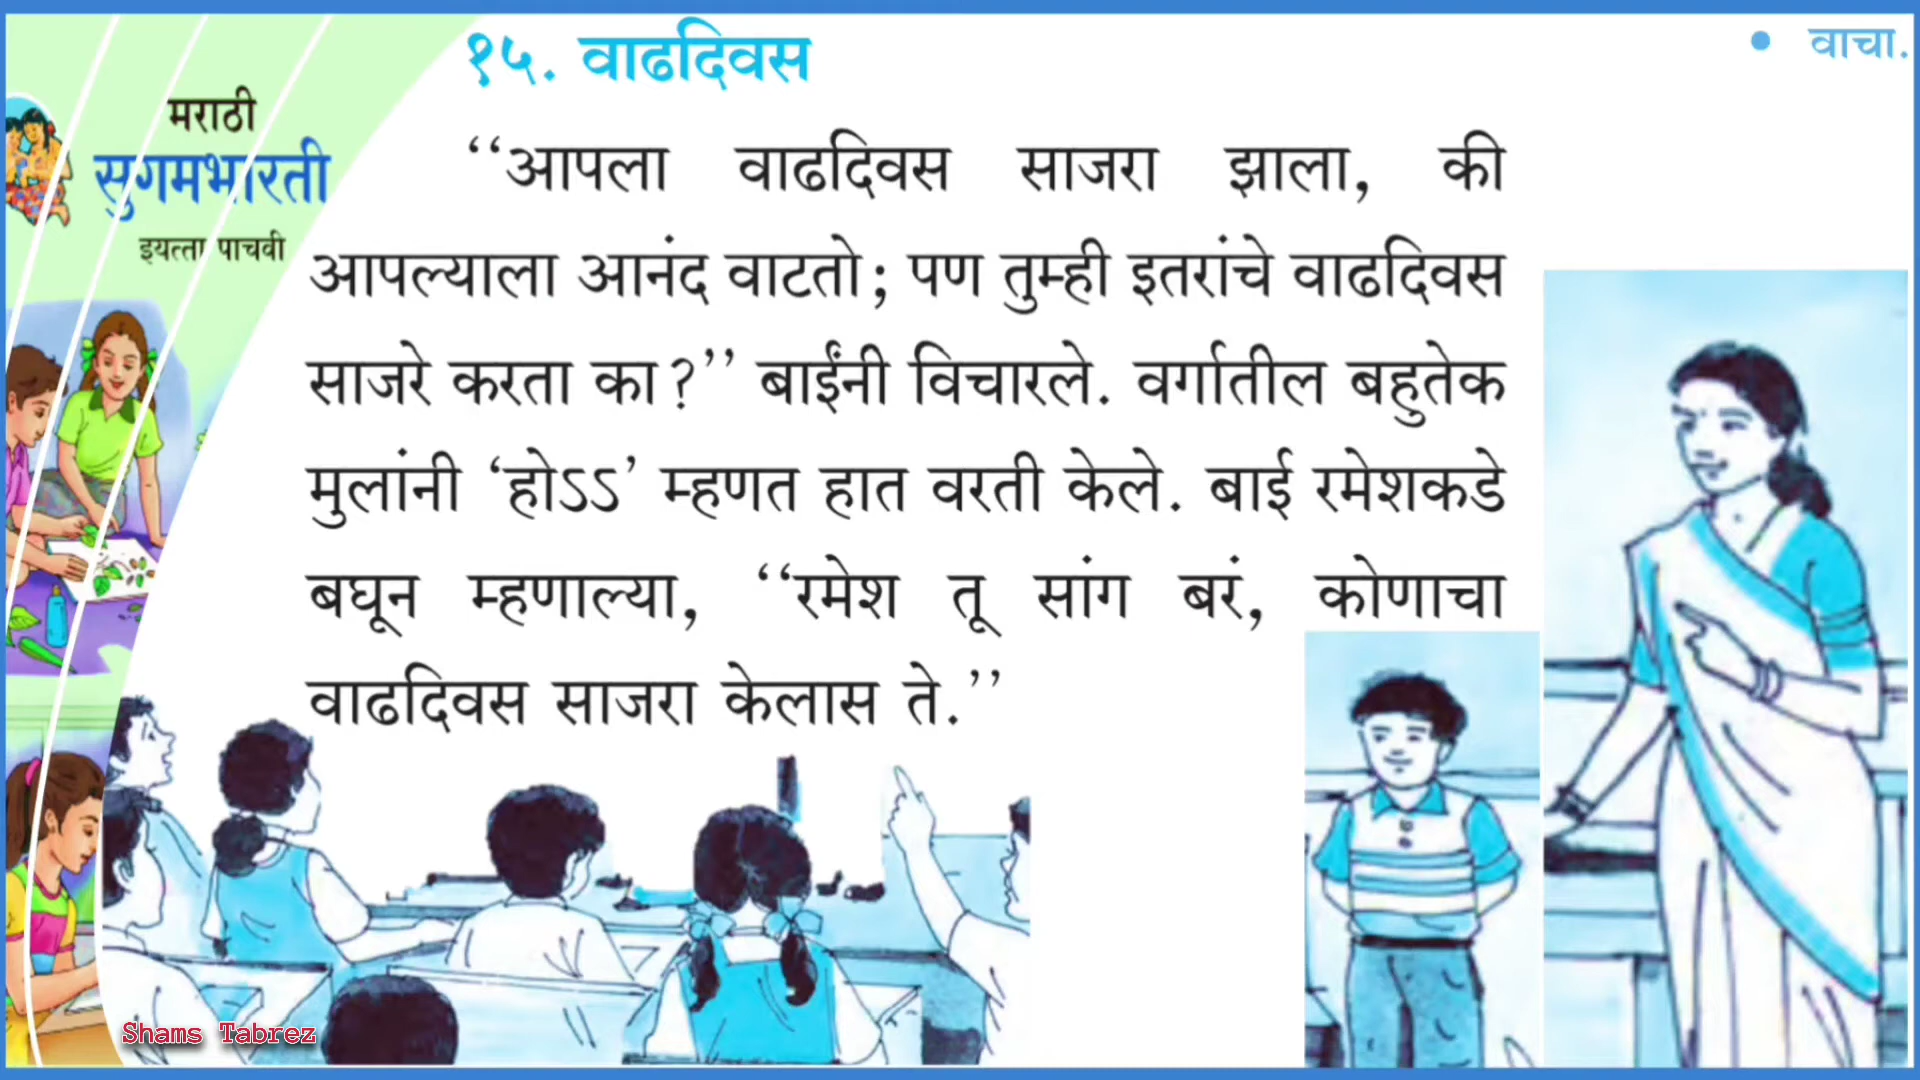 १५. वाढदिवस
• वाचा.
मराठी
सुगमभारती
इयत्ता पाचवी
‘‘आपला वाढदिवस साजरा झाला, की
आपल्याला आनंद वाटतो; पण तुम्ही इतरांचे वाढदिवस
साजरे करता का?’’ बाईंनी विचारले. वर्गातील बहुतेक
मुलांनी ‘होऽऽ’ म्हणत हात वरती केले. बाई रमेशकडे
बघून म्हणाल्या, ‘‘रमेश तू सांग बरं, कोणाचा
वाढदिवस साजरा केलास ते.’’
Shams Tabrez